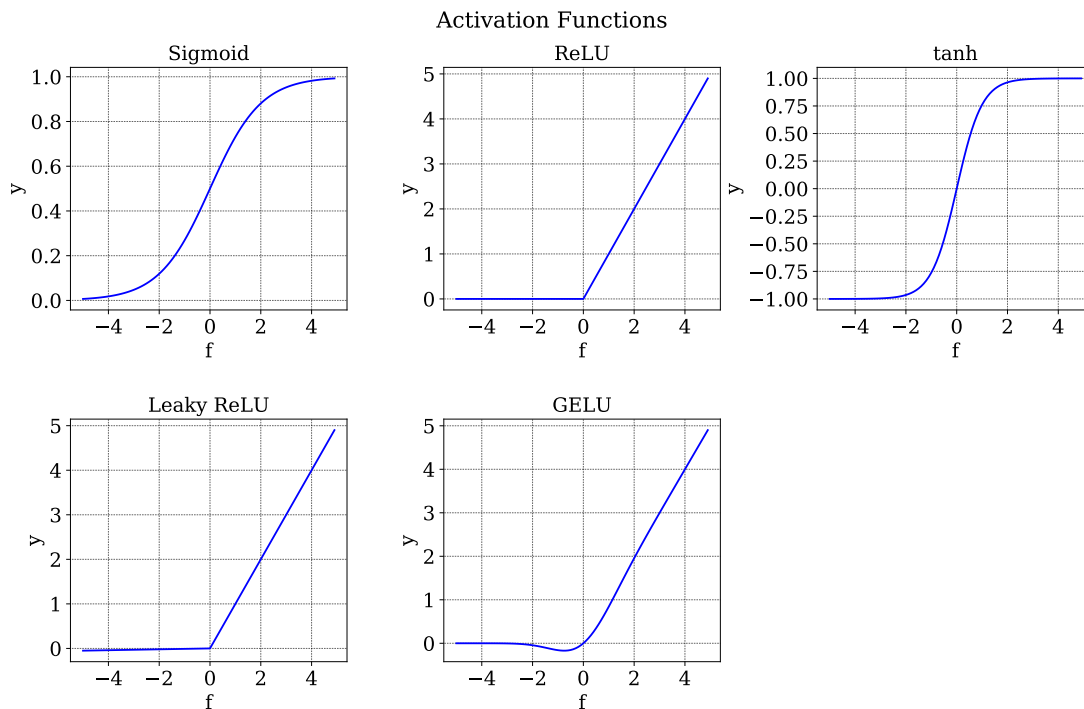 Activation Functions
Sigmoid
1.0
0.8
0.6
0.4
0.2
0.0
y
−4 −2 0 2 4
f
ReLU
5
4
3
2
1
0
y
−4 −2 0 2 4
f
tanh
1.00
0.75
0.50
0.25
0.00
−0.25
−0.50
−0.75
−1.00
y
−4 −2 0 2 4
f
Leaky ReLU
5
4
3
2
1
0
y
−4 −2 0 2 4
f
GELU
5
4
3
2
1
0
y
−4 −2 0 2 4
f